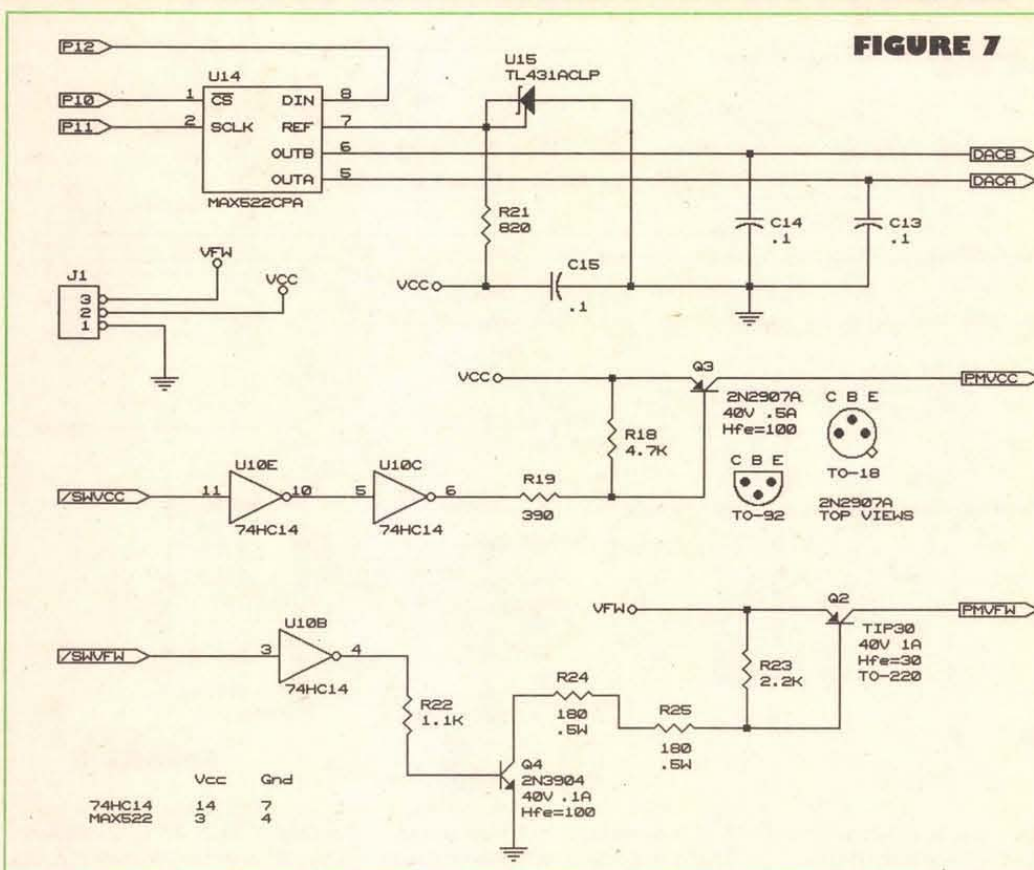 FIGURE 7
P12
P10
P11
U14
1
2
CS
SCLK
DIN
REF
OUTB
OUTA
8
7
6
5
MAX522CPA
U15
TL431ACLP
R21
820
VCC
C15
.1
C14
.1
C13
.1
DACB
DACA
J1
3
2
1
VFW
VCC
VCC
Q3
2N2907A
40V .5A
Hfe=100
PMVCC
C B E
TO-18
C B E
TO-92
2N2907A
TOP VIEWS
R18
4.7K
R19
390
/SWVCC
11
U10E
10
74HC14
5
U10C
6
74HC14
VFW
Q2
TIP30
40V 1A
Hfe=30
TO-220
PMVFW
R23
2.2K
/SWVFW
3
U10B
4
74HC14
R22
1.1K
R24
180
.5W
R25
180
.5W
Q4
2N3904
40V .1A
Hfe=100
Vcc Gnd
74HC14 14 7
MAX522 3 4